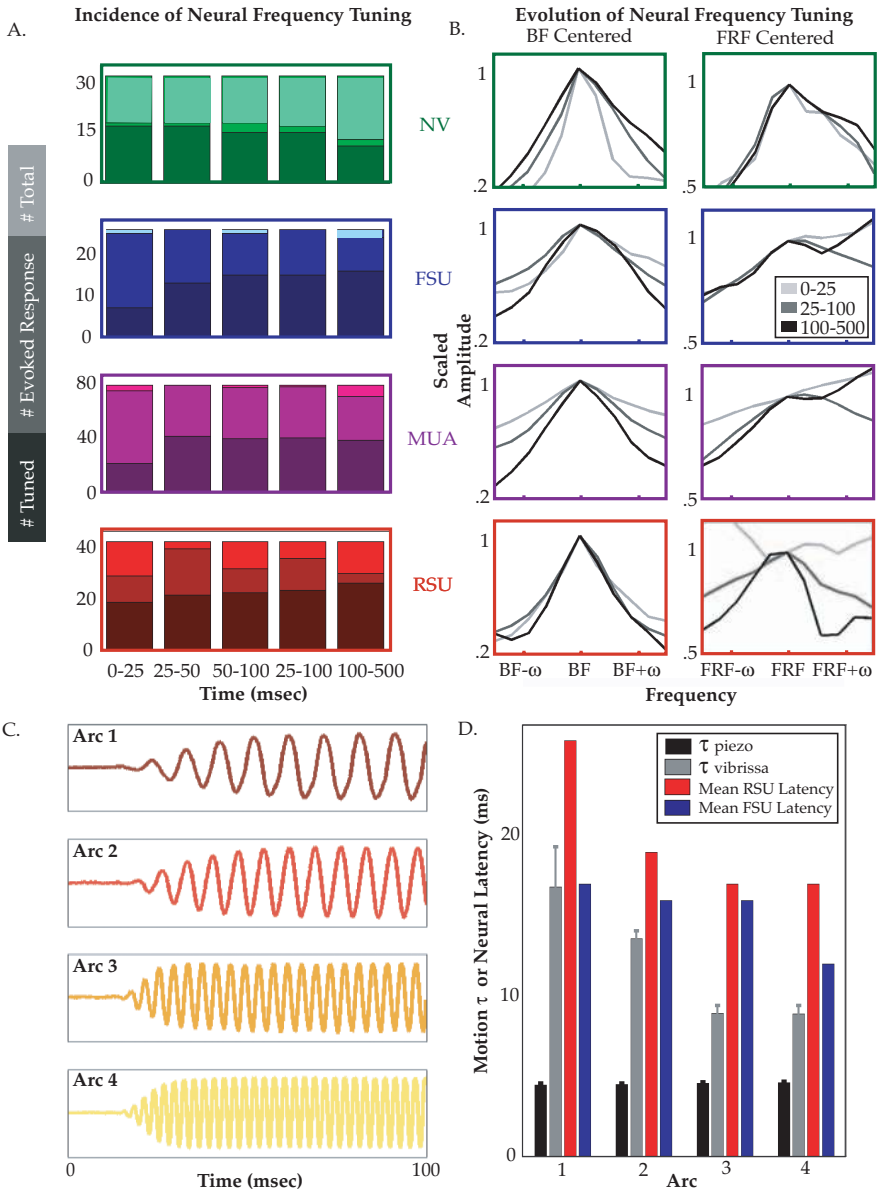 Incidence of Neural Frequency Tuning
Evolution of Neural Frequency Tuning
A.
B.
BF Centered
FRF Centered
# Total
# Evoked Response
# Tuned
30
15
0
NV
20
10
0
FSU
80
40
0
MUA
40
20
0
RSU
0-25
25-50
50-100
25-100
100-500
Time (msec)
Scaled
Amplitude
1
.2
1
.5
1
.2
1
.5
0-25
25-100
100-500
1
.2
1
.5
1
.2
1
.5
BF-ω
BF
BF+ω
FRF-ω
FRF
FRF+ω
Frequency
C.
Arc 1
Arc 2
Arc 3
Arc 4
0
Time (msec)
100
D.
τ piezo
τ vibrissa
Mean RSU Latency
Mean FSU Latency
Motion τ or Neural Latency (ms)
20
10
0
1
2
3
4
Arc